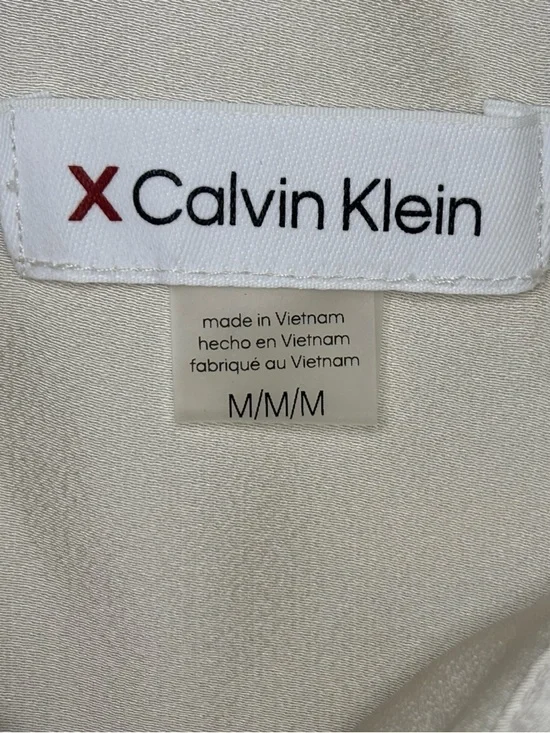 X Calvin Klein
made in Vietnam
hecho en Vietnam
fabriqué au Vietnam
M/M/M